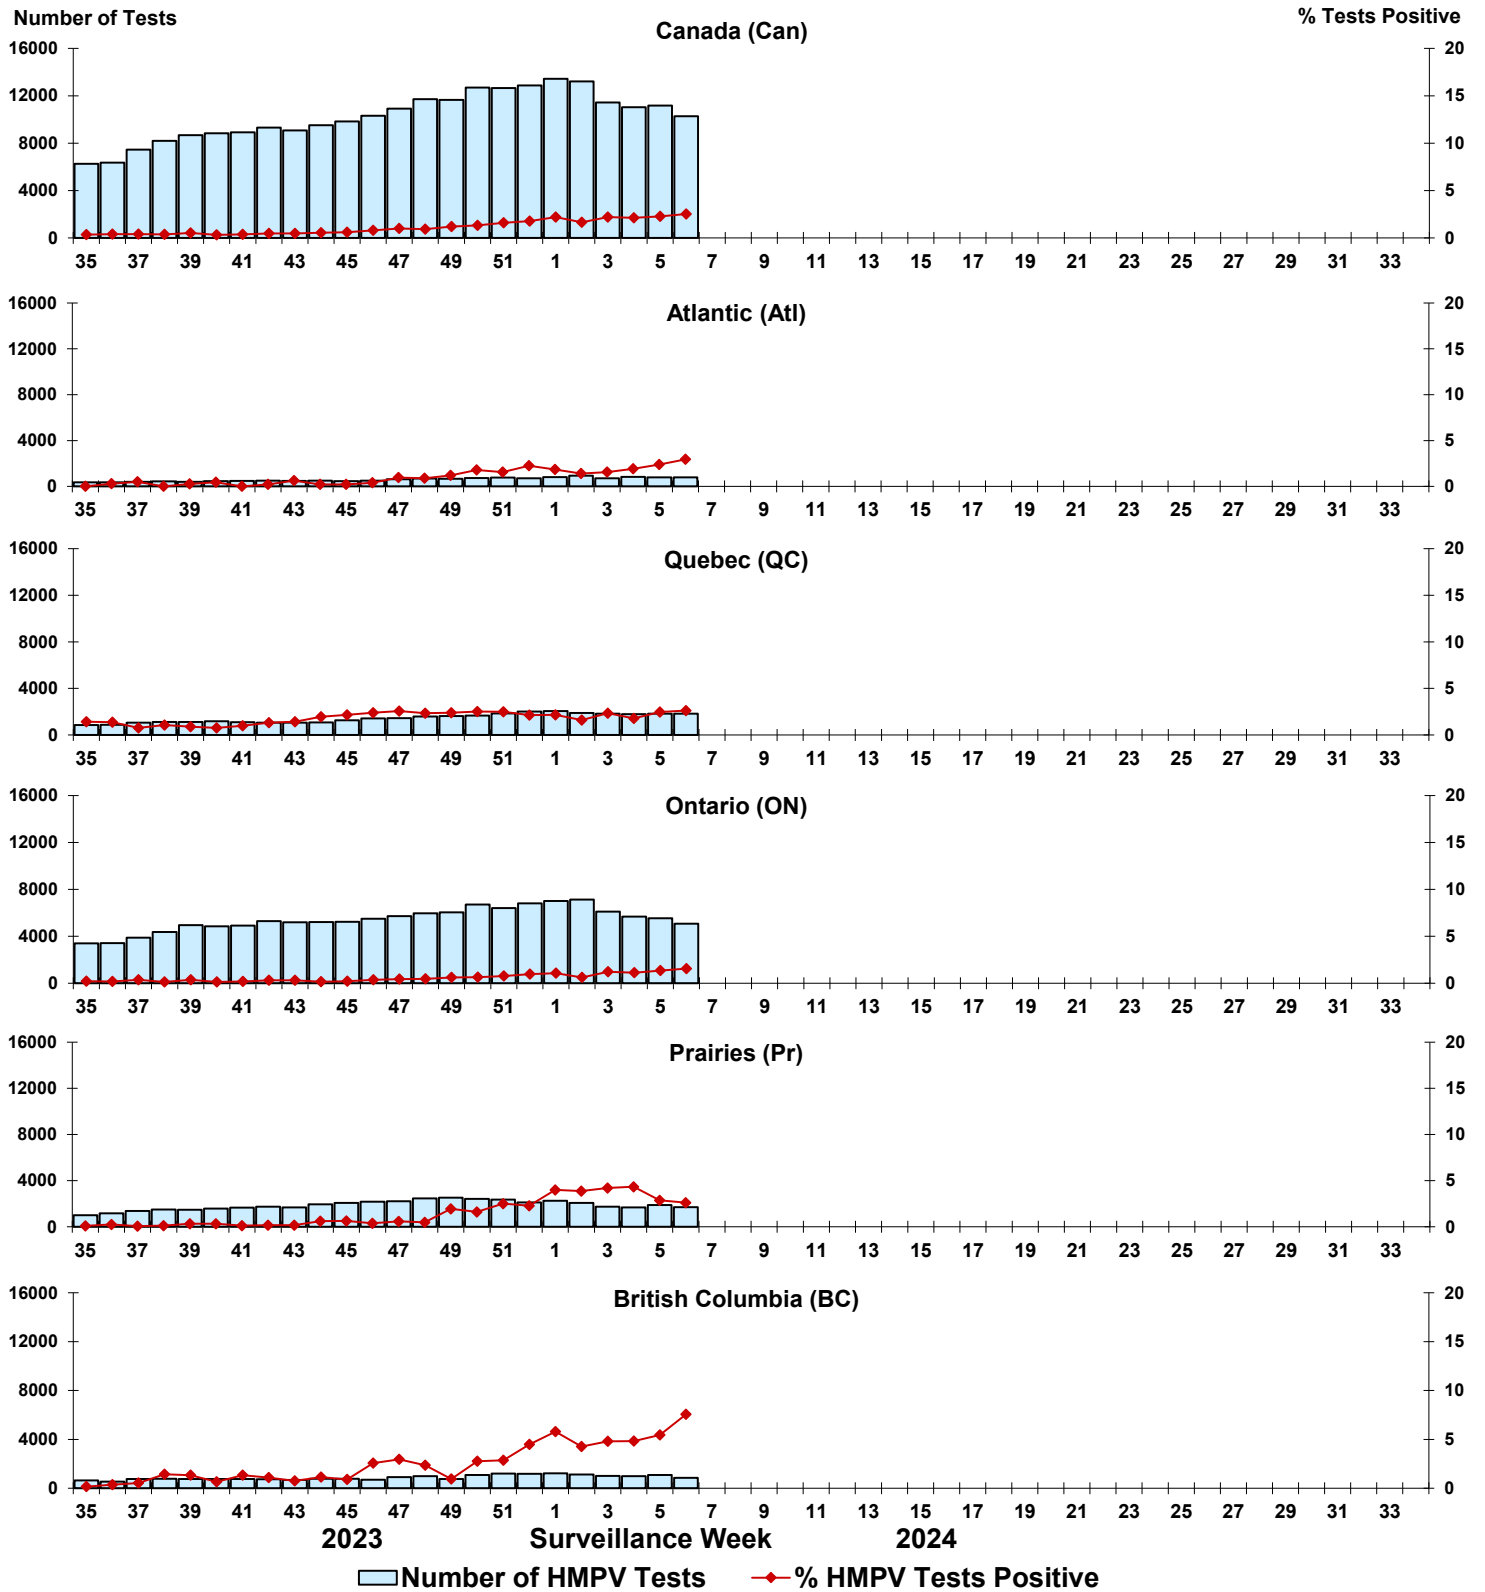 Number of Tests
% Tests Positive
Canada (Can)
16000 20
12000 15
8000 10
4000 5
0 0
35 37 39 41 43 45 47 49 51 1 3 5 7 9 11 13 15 17 19 21 23 25 27 29 31 33
Atlantic (Atl)
16000 20
12000 15
8000 10
4000 5
0 0
35 37 39 41 43 45 47 49 51 1 3 5 7 9 11 13 15 17 19 21 23 25 27 29 31 33
Quebec (QC)
16000 20
12000 15
8000 10
4000 5
0 0
35 37 39 41 43 45 47 49 51 1 3 5 7 9 11 13 15 17 19 21 23 25 27 29 31 33
Ontario (ON)
16000 20
12000 15
8000 10
4000 5
0 0
35 37 39 41 43 45 47 49 51 1 3 5 7 9 11 13 15 17 19 21 23 25 27 29 31 33
Prairies (Pr)
16000 20
12000 15
8000 10
4000 5
0 0
35 37 39 41 43 45 47 49 51 1 3 5 7 9 11 13 15 17 19 21 23 25 27 29 31 33
British Columbia (BC)
16000 20
12000 15
8000 10
4000 5
0 0
35 37 39 41 43 45 47 49 51 1 3 5 7 9 11 13 15 17 19 21 23 25 27 29 31 33
2023 Surveillance Week 2024
Number of HMPV Tests % HMPV Tests Positive